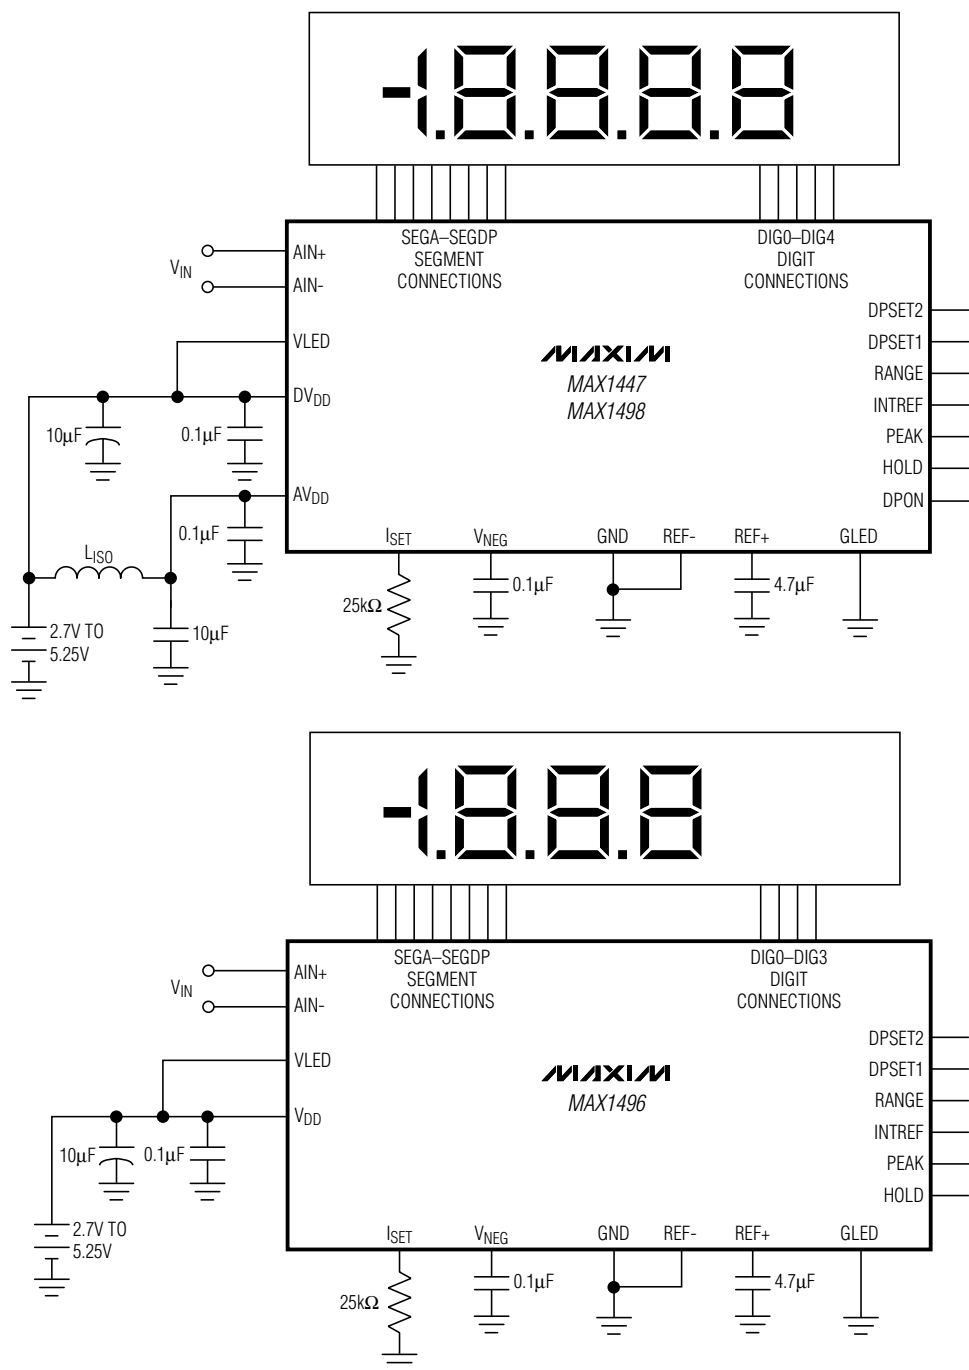 -1.8.8.8.8
SEGA–SEGDP
SEGMENT
CONNECTIONS
DIG0–DIG4
DIGIT
CONNECTIONS
AIN+
VIN
AIN-
VLED
DVDD
10µF
0.1µF
AVDD
0.1µF
LISO
10µF
2.7V TO
5.25V
MAXIM
MAX1447
MAX1498
DPSET2
DPSET1
RANGE
INTREF
PEAK
HOLD
DPON
ISET
VNEG
GND
REF-
REF+
GLED
25kΩ
0.1µF
4.7µF
-1.8.8.8
SEGA–SEGDP
SEGMENT
CONNECTIONS
DIG0–DIG3
DIGIT
CONNECTIONS
AIN+
VIN
AIN-
VLED
VDD
10µF
0.1µF
2.7V TO
5.25V
MAXIM
MAX1496
DPSET2
DPSET1
RANGE
INTREF
PEAK
HOLD
ISET
VNEG
GND
REF-
REF+
GLED
25kΩ
0.1µF
4.7µF